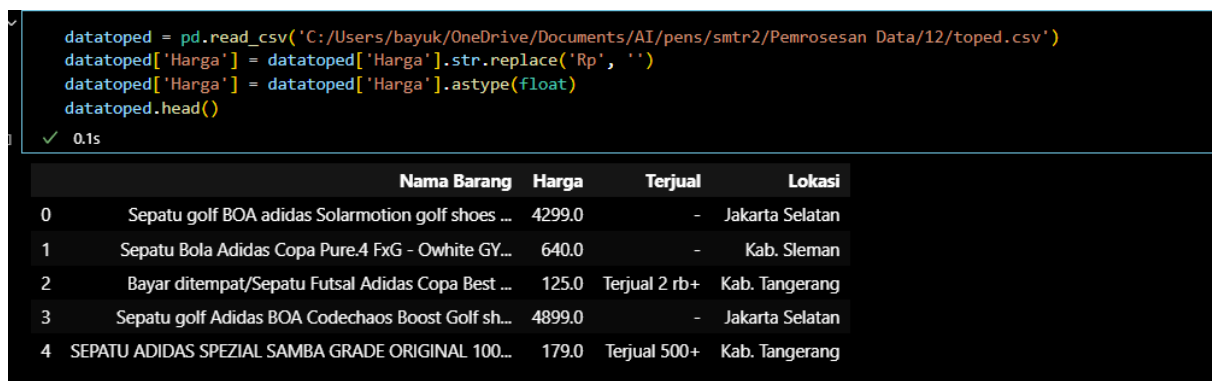 datatoped = pd.read_csv('C:/Users/bayuk/OneDrive/Documents/AI/pens/smtr2/Pemrosesan Data/12/toped.csv')
datatoped['Harga'] = datatoped['Harga'].str.replace('Rp', '')
datatoped['Harga'] = datatoped['Harga'].astype(float)
datatoped.head()
✓ 0.1s
Nama Barang Harga Terjual Lokasi
0 Sepatu golf BOA adidas Solarmotion golf shoes ... 4299.0 - Jakarta Selatan
1 Sepatu Bola Adidas Copa Pure.4 FxG - Owhite GY... 640.0 - Kab. Sleman
2 Bayar ditempat/Sepatu Futsal Adidas Copa Best ... 125.0 Terjual 2 rb+ Kab. Tangerang
3 Sepatu golf Adidas BOA Codechaos Boost Golf sh... 4899.0 - Jakarta Selatan
4 SEPATU ADIDAS SPEZIAL SAMBA GRADE ORIGINAL 100... 179.0 Terjual 500+ Kab. Tangerang